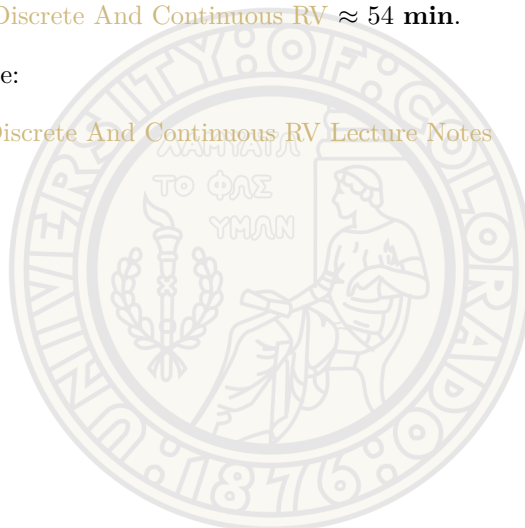 Discrete And Continuous RV ≈ 54 min.
e:
Discrete And Continuous RV Lecture Notes
UNIVERSITY·OF·COLORADO
ΛΑΜΨΑΤΩ
ΤΟ ΦΩΣ
ΥΜΩΝ
·1876·